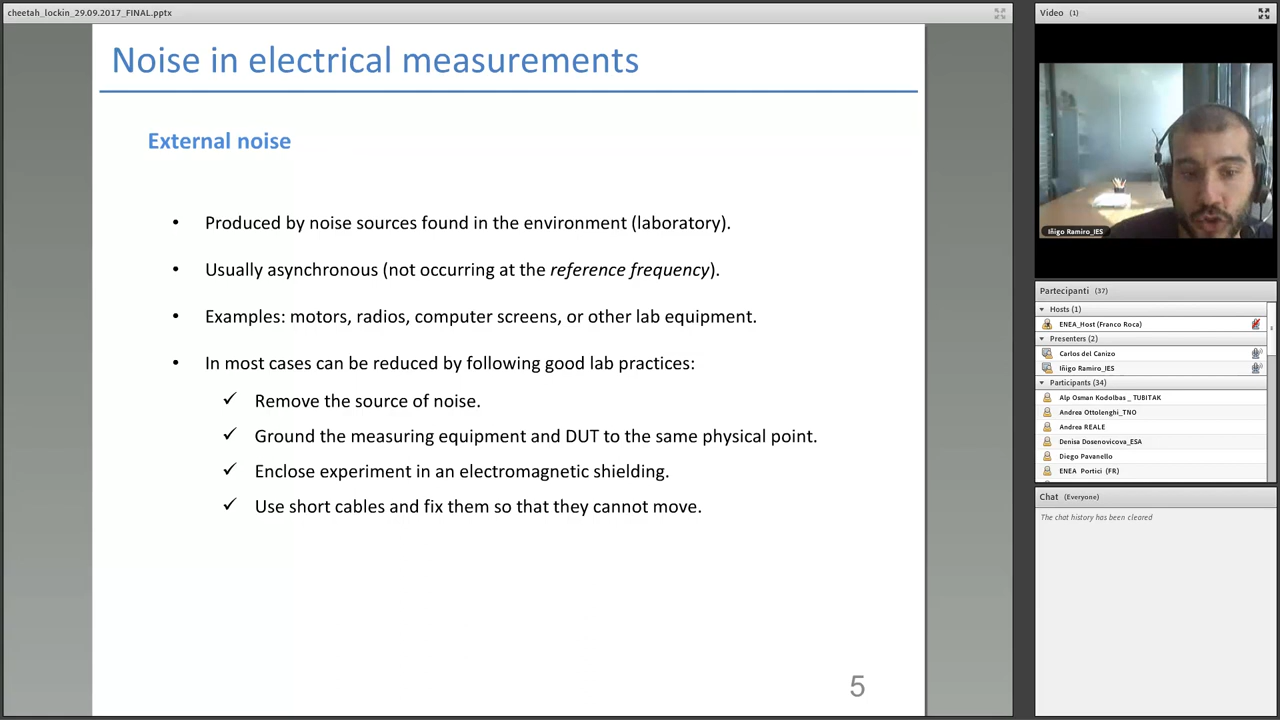 cheetah_lockin_29.09.2017_FINAL.pptx
Noise in electrical measurements
External noise
• Produced by noise sources found in the environment (laboratory).
• Usually asynchronous (not occurring at the reference frequency).
• Examples: motors, radios, computer screens, or other lab equipment.
• In most cases can be reduced by following good lab practices:
✓ Remove the source of noise.
✓ Ground the measuring equipment and DUT to the same physical point.
✓ Enclose experiment in an electromagnetic shielding.
✓ Use short cables and fix them so that they cannot move.
5
Video (1)
Iñigo Ramiro_IES
Partecipanti (37)
Hosts (1)
ENEA_Host (Franco Roca)
Presenters (2)
Carlos del Canizo
Iñigo Ramiro_IES
Participants (34)
Alp Osman Kodolbas _ TUBITAK
Andrea Ottolenghi_TNO
Andrea REALE
Denisa Dosenovicova_ESA
Diego Pavanello
ENEA Portici (FR)
Chat (Everyone)
The chat history has been cleared